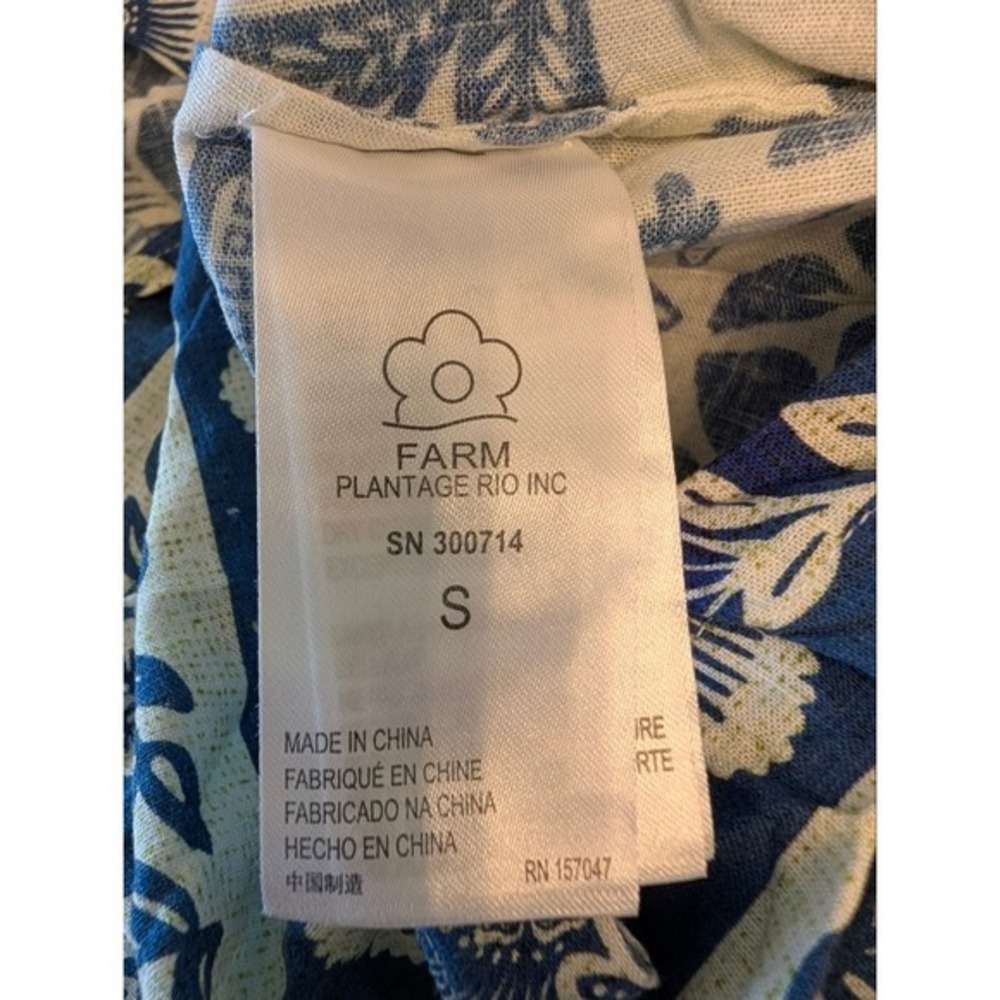 FARM
PLANTAGE RIO INC
SN 300714
S
MADE IN CHINA
FABRIQUÉ EN CHINE
FABRICADO NA CHINA
HECHO EN CHINA
中国制造
RN 157047